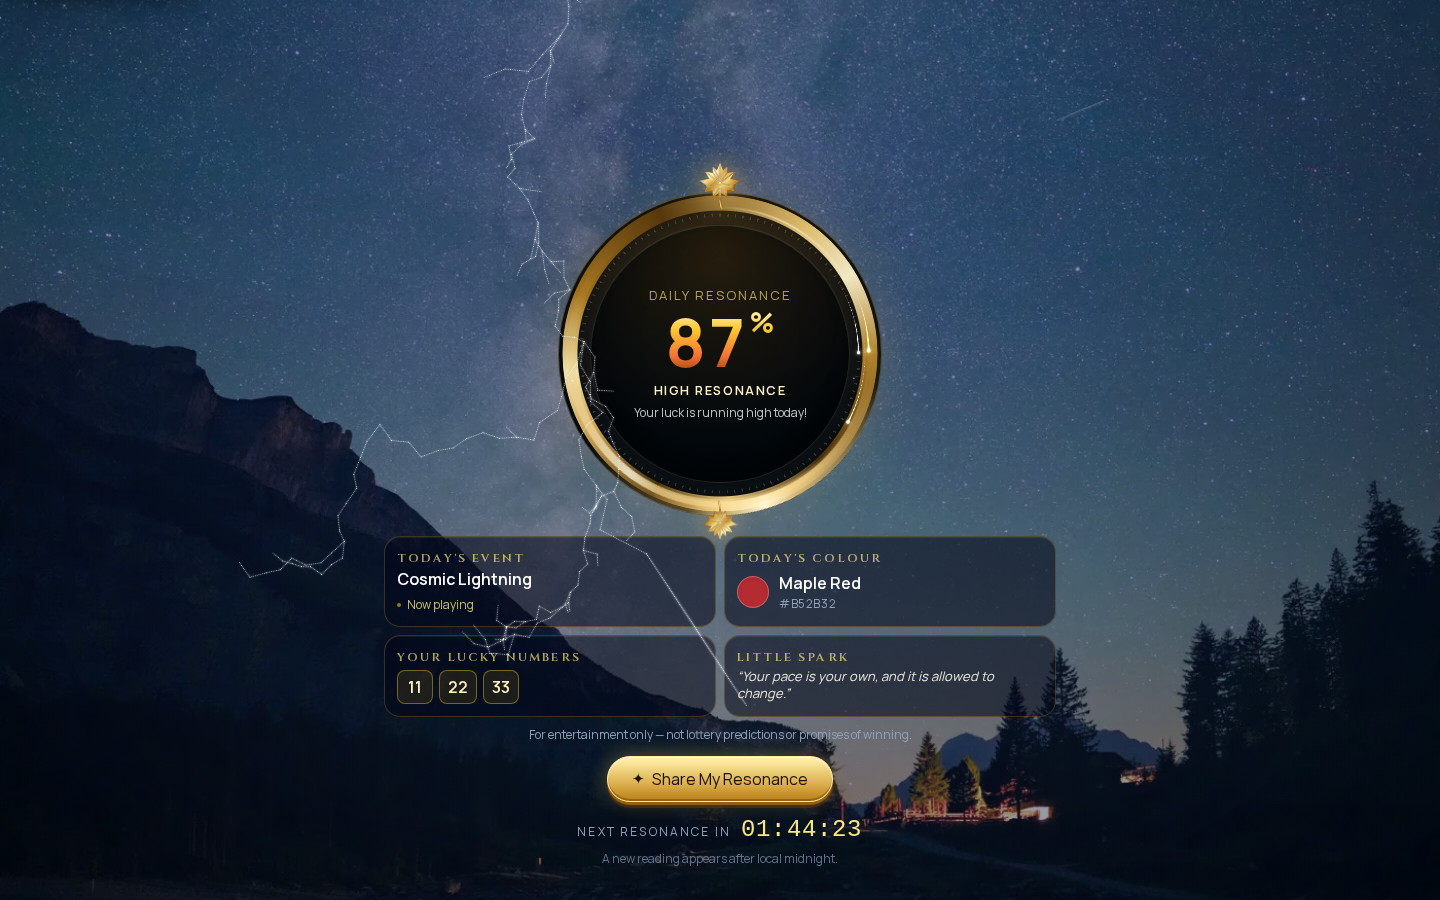 DAILY RESONANCE
87%
HIGH RESONANCE
Your luck is running high today!
TODAY'S EVENT
Cosmic Lightning
Now playing
TODAY'S COLOUR
Maple Red
#B52B32
YOUR LUCKY NUMBERS
11 22 33
LITTLE SPARK
“Your pace is your own, and it is allowed to
change.”
For entertainment only — not lottery predictions or promises of winning.
✦ Share My Resonance
NEXT RESONANCE IN 01:44:23
A new reading appears after local midnight.